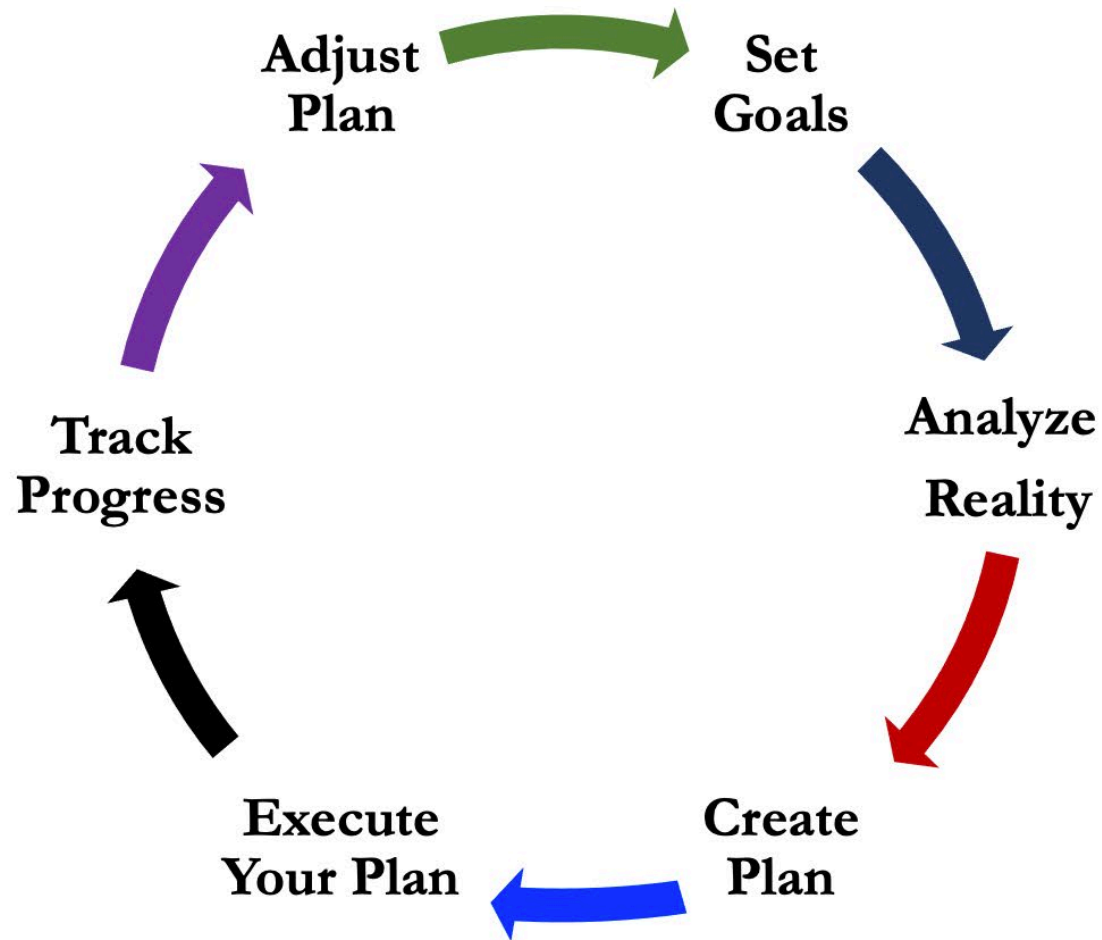 Set
Goals
Analyze
Reality
Create
Plan
Execute
Your Plan
Track
Progress
Adjust
Plan